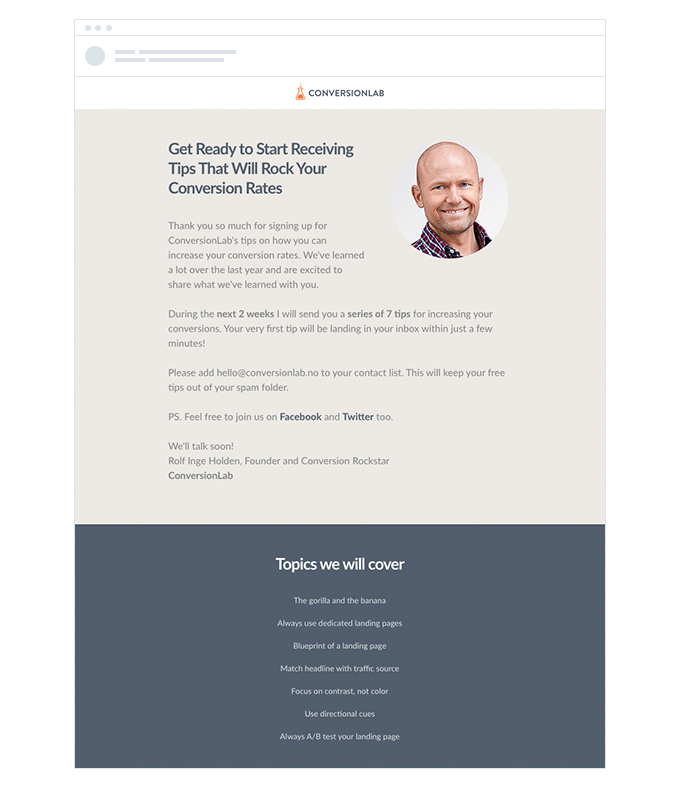 CONVERSIONLAB
Get Ready to Start Receiving
Tips That Will Rock Your
Conversion Rates
Thank you so much for signing up for
ConversionLab's tips on how you can
increase your conversion rates. We've learned
a lot over the last year and are excited to
share what we've learned with you.
During the next 2 weeks I will send you a series of 7 tips for increasing your
conversions. Your very first tip will be landing in your inbox within just a few
minutes!
Please add hello@conversionlab.no to your contact list. This will keep your free
tips out of your spam folder.
PS. Feel free to join us on Facebook and Twitter too.
We'll talk soon!
Rolf Inge Holden, Founder and Conversion Rockstar
ConversionLab
Topics we will cover
The gorilla and the banana
Always use dedicated landing pages
Blueprint of a landing page
Match headline with traffic source
Focus on contrast, not color
Use directional cues
Always A/B test your landing page